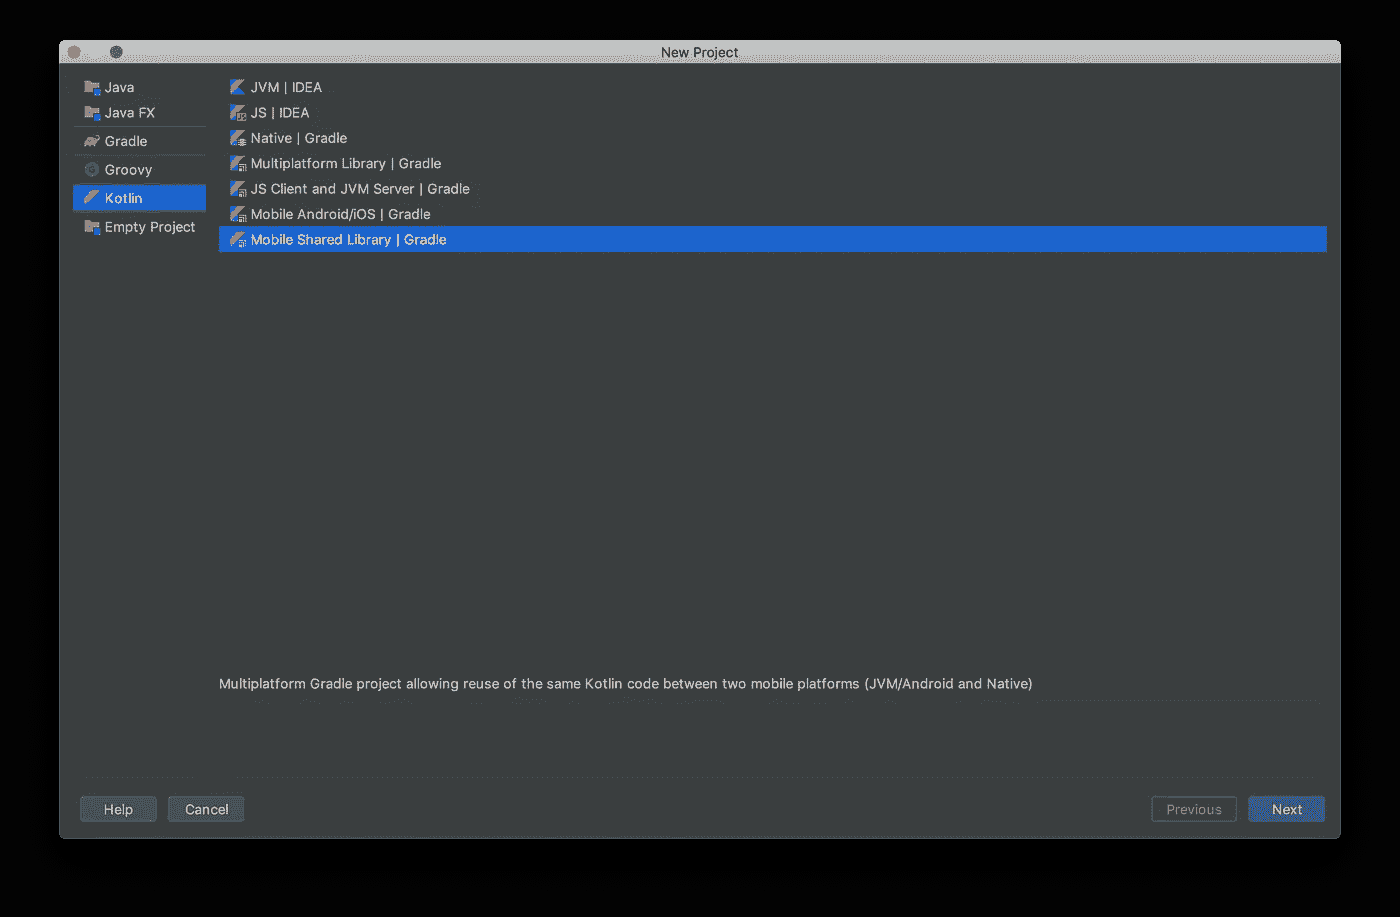 New Project
Java
Java FX
Gradle
Groovy
Kotlin
Empty Project
JVM | IDEA
JS | IDEA
Native | Gradle
Multiplatform Library | Gradle
JS Client and JVM Server | Gradle
Mobile Android/iOS | Gradle
Mobile Shared Library | Gradle
Multiplatform Gradle project allowing reuse of the same Kotlin code between two mobile platforms (JVM/Android and Native)
Help
Cancel
Previous
Next